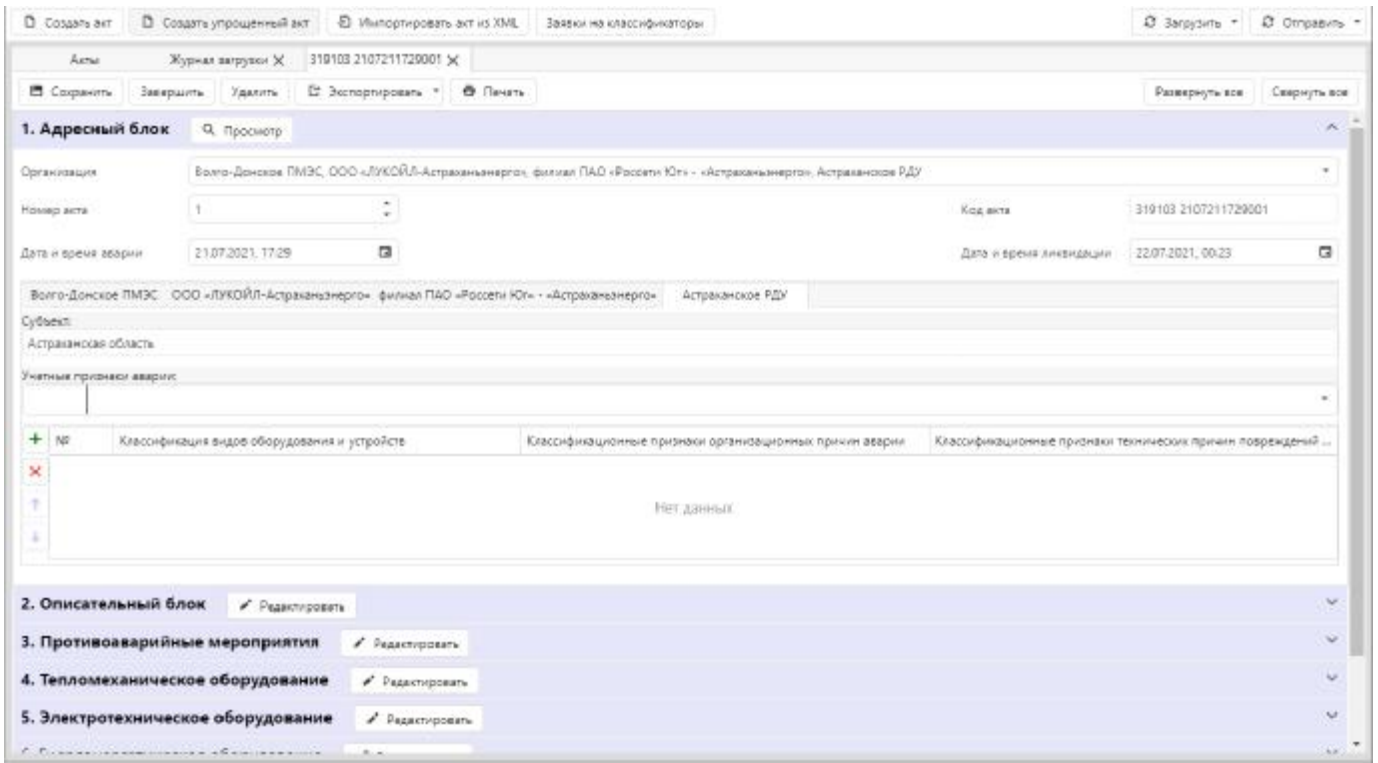 Создать акт Создать упрощенный акт Импортировать акт из XML Заявки на классификаторы Загрузить Отправить
Акты Журнал загрузки 319103 2107211729001
Сохранить Завершить Удалить Экспортировать Печать Развернуть все Свернуть все
1. Адресный блок Просмотр
Организация Волго-Донское ПМЭС, ООО «ЛУКОЙЛ-Астраханьэнерго», филиал ПАО «Россети Юг» - «Астраханьэнерго», Астраханское РДУ
Номер акта 1 Код акта 319103 2107211729001
Дата и время аварии 21.07.2021, 17:29 Дата и время ликвидации 22.07.2021, 00:23
Волго-Донское ПМЭС ООО «ЛУКОЙЛ-Астраханьэнерго» филиал ПАО «Россети Юг» - «Астраханьэнерго» Астраханское РДУ
Субъект:
Астраханская область
Учетные признаки аварии:
№ Классификация видов оборудования и устройств Классификационные признаки организационных причин аварии Классификационные признаки технических причин повреждений ...
Нет данных
2. Описательный блок Редактировать
3. Противоаварийные мероприятия Редактировать
4. Тепломеханическое оборудование Редактировать
5. Электротехническое оборудование Редактировать